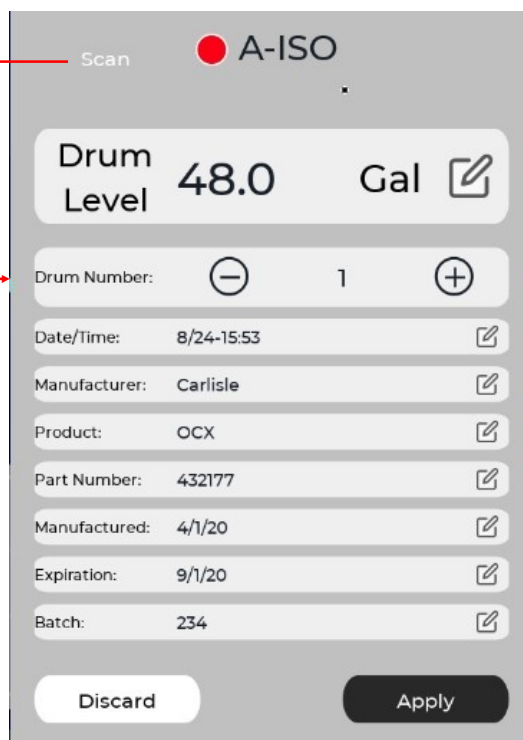 Scan A-ISO
Drum Level 48.0 Gal
Drum Number: 1
Date/Time: 8/24-15:53
Manufacturer: Carlisle
Product: OCX
Part Number: 432177
Manufactured: 4/1/20
Expiration: 9/1/20
Batch: 234
Discard Apply